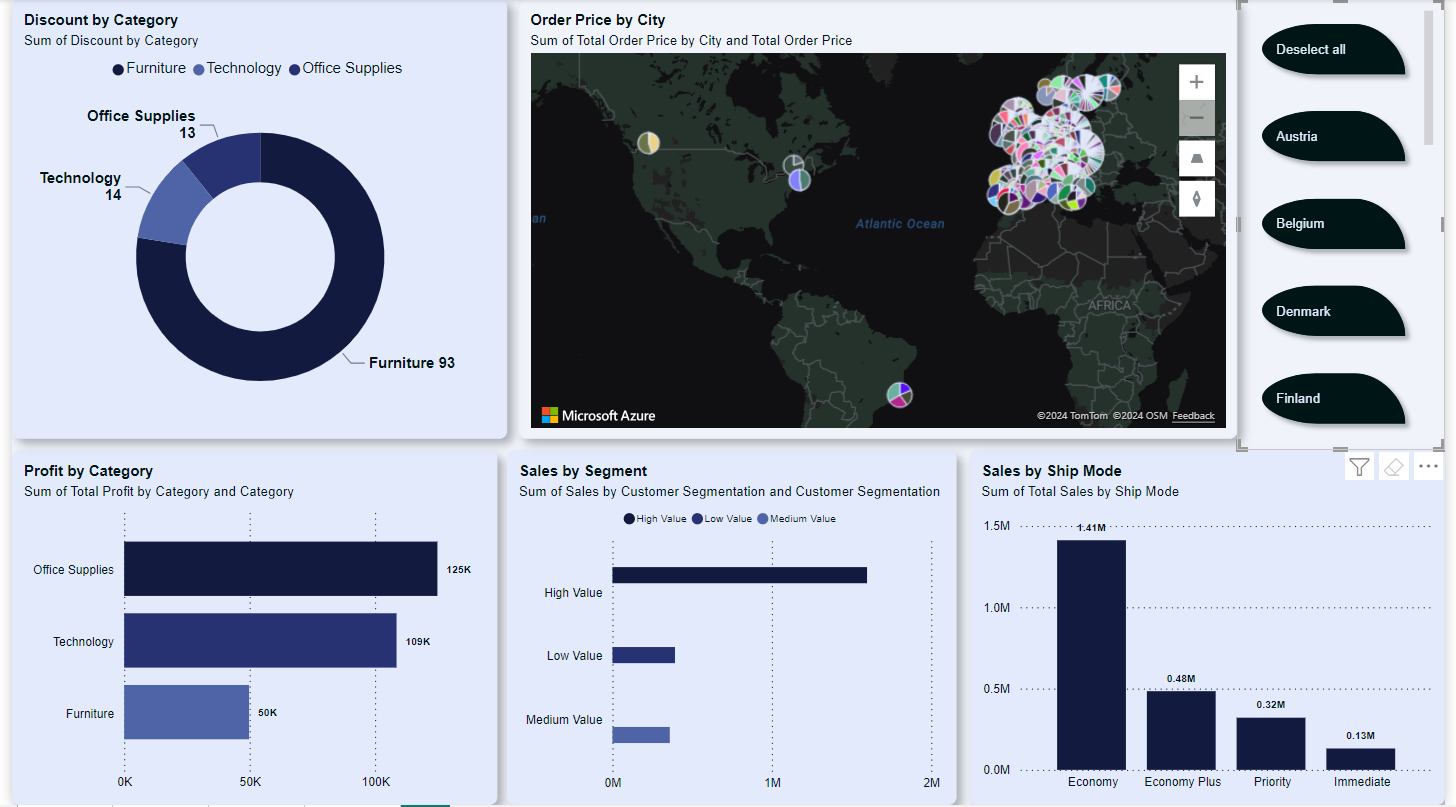 Discount by Category
Sum of Discount by Category
Furniture Technology Office Supplies
Office Supplies
13
Technology
14
Furniture 93
Order Price by City
Sum of Total Order Price by City and Total Order Price
an
Atlantic Ocean
AFRICA
Microsoft Azure
©2024 TomTom ©2024 OSM Feedback
Deselect all
Austria
Belgium
Denmark
Finland
Profit by Category
Sum of Total Profit by Category and Category
Office Supplies
125K
Technology
109K
Furniture
50K
0K 50K 100K
Sales by Segment
Sum of Sales by Customer Segmentation and Customer Segmentation
High Value Low Value Medium Value
High Value
Low Value
Medium Value
0M 1M 2M
Sales by Ship Mode
Sum of Total Sales by Ship Mode
1.5M
1.41M
1.0M
0.5M
0.48M
0.32M
0.13M
0.0M
Economy Economy Plus Priority Immediate